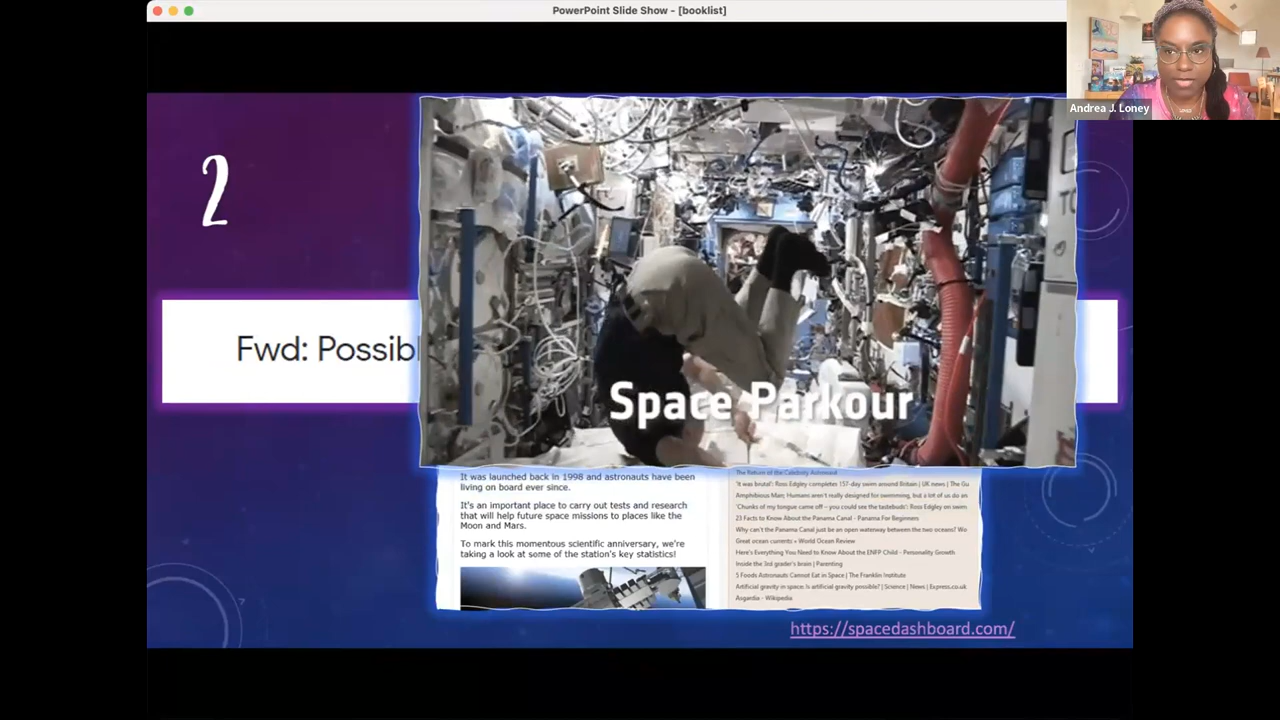 PowerPoint Slide Show - [booklist]
Andrea J. Loney
2
Fwd: Possibl
Space Parkour
It was launched back in 1998 and astronauts have been
living on board ever since.
It's an important place to carry out tests and research
that will help future space missions to places like the
Moon and Mars.
To mark this momentous scientific anniversary, we're
taking a look at some of the station's key statistics!
The Return of the Celebrity Astronaut
'It was brutal': Ross Edgley completes 157-day swim around Britain | UK news | The Gu
Amphibious Man; Humans aren't really designed for swimming, but a lot of us do an
'Chunks of my tongue came off – you could see the tastebuds': Ross Edgley on swim
23 Facts to Know About the Panama Canal - Panama For Beginners
Why can't the Panama Canal just be an open waterway between the two oceans? Wo
Great ocean currents « World Ocean Review
Here's Everything You Need to Know About the ENFP Child - Personality Growth
Inside the 3rd grader's brain | Parenting
5 Foods Astronauts Cannot Eat in Space | The Franklin Institute
Artificial gravity in space: Is artificial gravity possible? | Science | News | Express.co.uk
Asgardia - Wikipedia
https://spacedashboard.com/